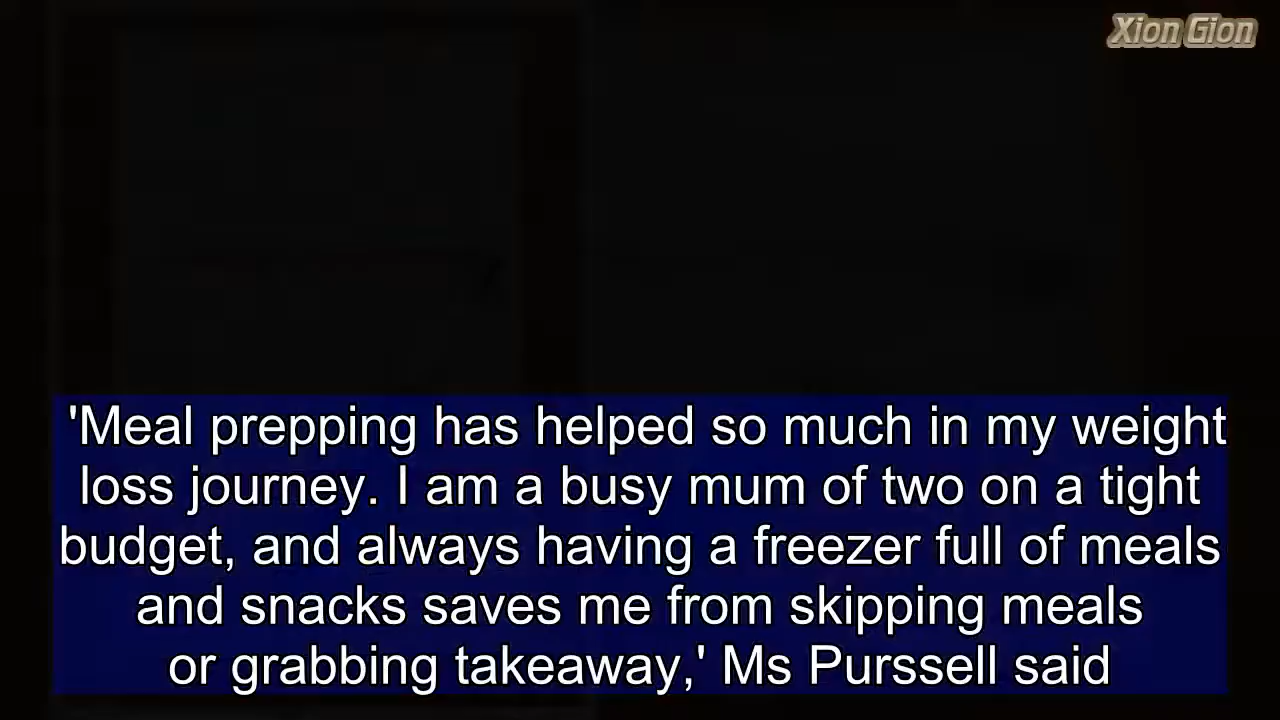 Xion Gion
'Meal prepping has helped so much in my weight
loss journey. I am a busy mum of two on a tight
budget, and always having a freezer full of meals
and snacks saves me from skipping meals
or grabbing takeaway,' Ms Purssell said